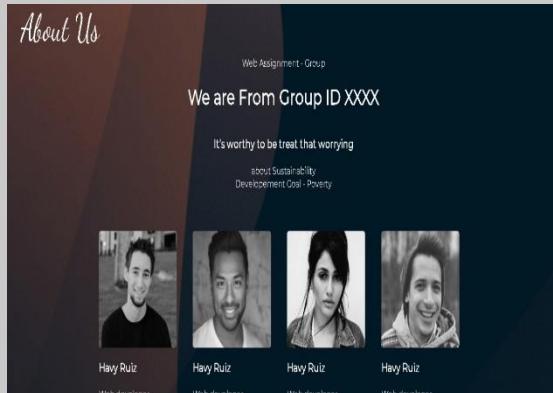 About Us
Web Assignment - Group
We are From Group ID XXXX
It's worthy to be treat that worrying
about Sustainability
Developement Goal - Poverty
Havy Ruiz Havy Ruiz Havy Ruiz Havy Ruiz